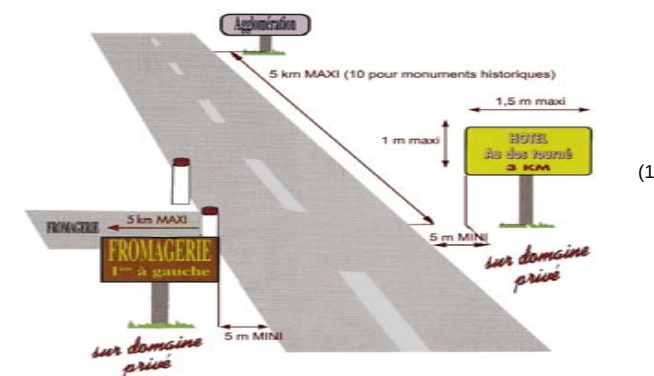 Agglomération
5 km MAXI (10 pour monuments historiques)
1,5 m maxi
1 m maxi
HOTEL
Au dos tourné
3 KM
(1
5 m MINI
sur domaine
privé
5 km MAXI
FROMAGERIE
FROMAGERIE
1ère à gauche
5 m MINI
sur domaine
privé